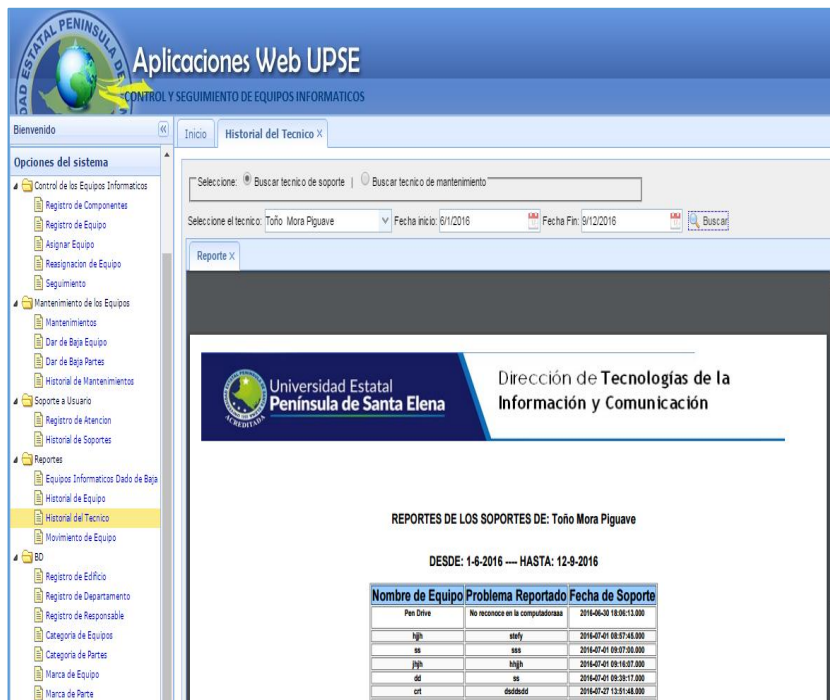 AD ESTATAL PENINSULA DE
Aplicaciones Web UPSE
CONTROL Y SEGUIMIENTO DE EQUIPOS INFORMATICOS
Bienvenido
Inicio
Historial del Tecnico X
Opciones del sistema
Control de los Equipos Informaticos
Registro de Componentes
Registro de Equipo
Asignar Equipo
Reasignacion de Equipo
Seguimiento
Mantenimiento de los Equipos
Mantenimientos
Dar de Baja Equipo
Dar de Baja Partes
Historial de Mantenimientos
Soporte a Usuario
Registro de Atencion
Historial de Soportes
Reportes
Equipos Informaticos Dado de Baja
Historial de Equipo
Historial del Tecnico
Movimiento de Equipo
BD
Registro de Edificio
Registro de Departamento
Registro de Responsable
Categoria de Equipos
Categoria de Partes
Marca de Equipo
Marca de Parte
Seleccione: Buscar tecnico de soporte | Buscar tecnico de mantenimiento
Seleccione el tecnico: Toño Mora Piguave Fecha inicio: 6/1/2016 Fecha Fin: 9/12/2016 Buscar
Reporte X
ACREDITADA
Universidad Estatal
Península de Santa Elena
Dirección de Tecnologías de la
Información y Comunicación
REPORTES DE LOS SOPORTES DE: Toño Mora Piguave
DESDE: 1-6-2016 ---- HASTA: 12-9-2016
Nombre de Equipo Problema Reportado Fecha de Soporte
Pen Drive No reconoce en la computadoraaa 2016-06-30 18:06:13.000
hjjh stefy 2016-07-01 08:57:45.000
ss sss 2016-07-01 09:07:00.000
jhjh hhjjh 2016-07-01 09:16:07.000
dd ss 2016-07-01 09:39:17.000
crt dsddsdd 2016-07-27 13:51:48.000